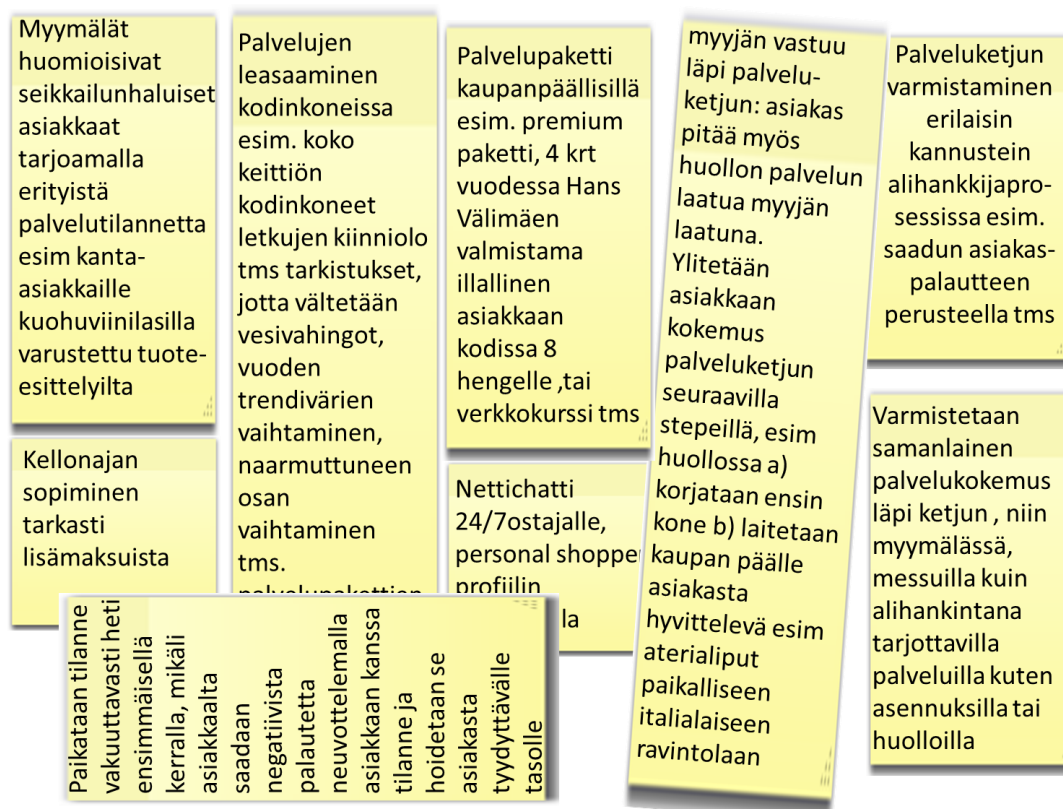 Myymälät
huomioisivat
seikkailunhaluiset
asiakkaat
tarjoamalla
erityistä
palvelutilannetta
esim kanta-
asiakkaille
kuohuviinilasilla
varustettu tuote-
esittelyilta
Kellonajan
sopiminen
tarkasti
lisämaksuista
Palvelujen
leasaaminen
kodinkoneissa
esim. koko
keittiön
kodinkoneet
letkujen kiinniolo
tms tarkistukset,
jotta vältetään
vesivahingot,
vuoden
trendivärien
vaihtaminen,
naarmuttuneen
osan
vaihtaminen
tms.
palvelupakettien
Palvelupaketti
kaupanpäällisillä
esim. premium
paketti, 4 krt
vuodessa Hans
Välimäen
valmistama
illallinen
asiakkaan
kodissa 8
hengelle ,tai
verkkokurssi tms
Nettichatti
24/7ostajalle,
personal shopper
profiilin
la
myyjän vastuu
läpi palvelu-
ketjun: asiakas
pitää myös
huollon palvelun
laatua myyjän
laatuna.
Ylitetään
asiakkaan
kokemus
palveluketjun
seuraavilla
stepeillä, esim
huollossa a)
korjataan ensin
kone b) laitetaan
kaupan päälle
asiakasta
hyvittelevä esim
aterialiput
paikalliseen
italialaiseen
ravintolaan
Palveluketjun
varmistaminen
erilaisin
kannustein
alihankkijapro-
sessissa esim.
saadun asiakas-
palautteen
perusteella tms
Varmistetaan
samanlainen
palvelukokemus
läpi ketjun , niin
myymälässä,
messuilla kuin
alihankintana
tarjottavilla
palveluilla kuten
asennuksilla tai
huolloilla
Paikataan tilanne
vakuuttavasti heti
ensimmäisellä
kerralla, mikäli
asiakkaalta
saadaan
negatiivista
palautetta
neuvottelemalla
asiakkaan kanssa
tilanne ja
hoidetaan se
asiakasta
tyydyttävälle
tasolle